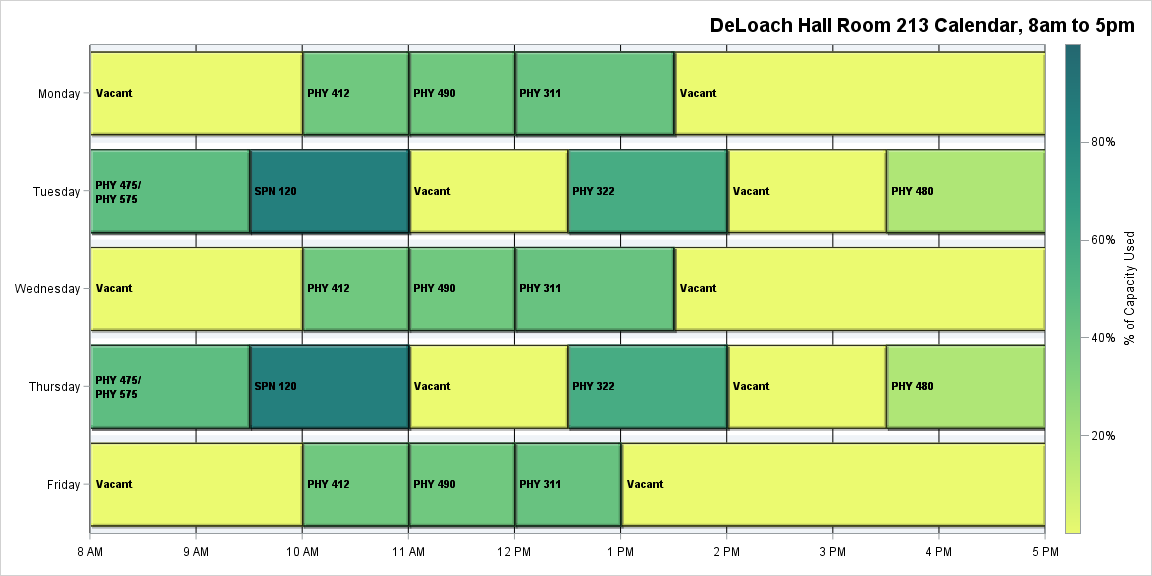 DeLoach Hall Room 213 Calendar, 8am to 5pm
Monday
Vacant
PHY 412
PHY 490
PHY 311
Vacant
Tuesday
PHY 475/
PHY 575
SPN 120
Vacant
PHY 322
Vacant
PHY 480
Wednesday
Vacant
PHY 412
PHY 490
PHY 311
Vacant
Thursday
PHY 475/
PHY 575
SPN 120
Vacant
PHY 322
Vacant
PHY 480
Friday
Vacant
PHY 412
PHY 490
PHY 311
Vacant
8 AM
9 AM
10 AM
11 AM
12 PM
1 PM
2 PM
3 PM
4 PM
5 PM
80%
60%
40%
20%
% of Capacity Used